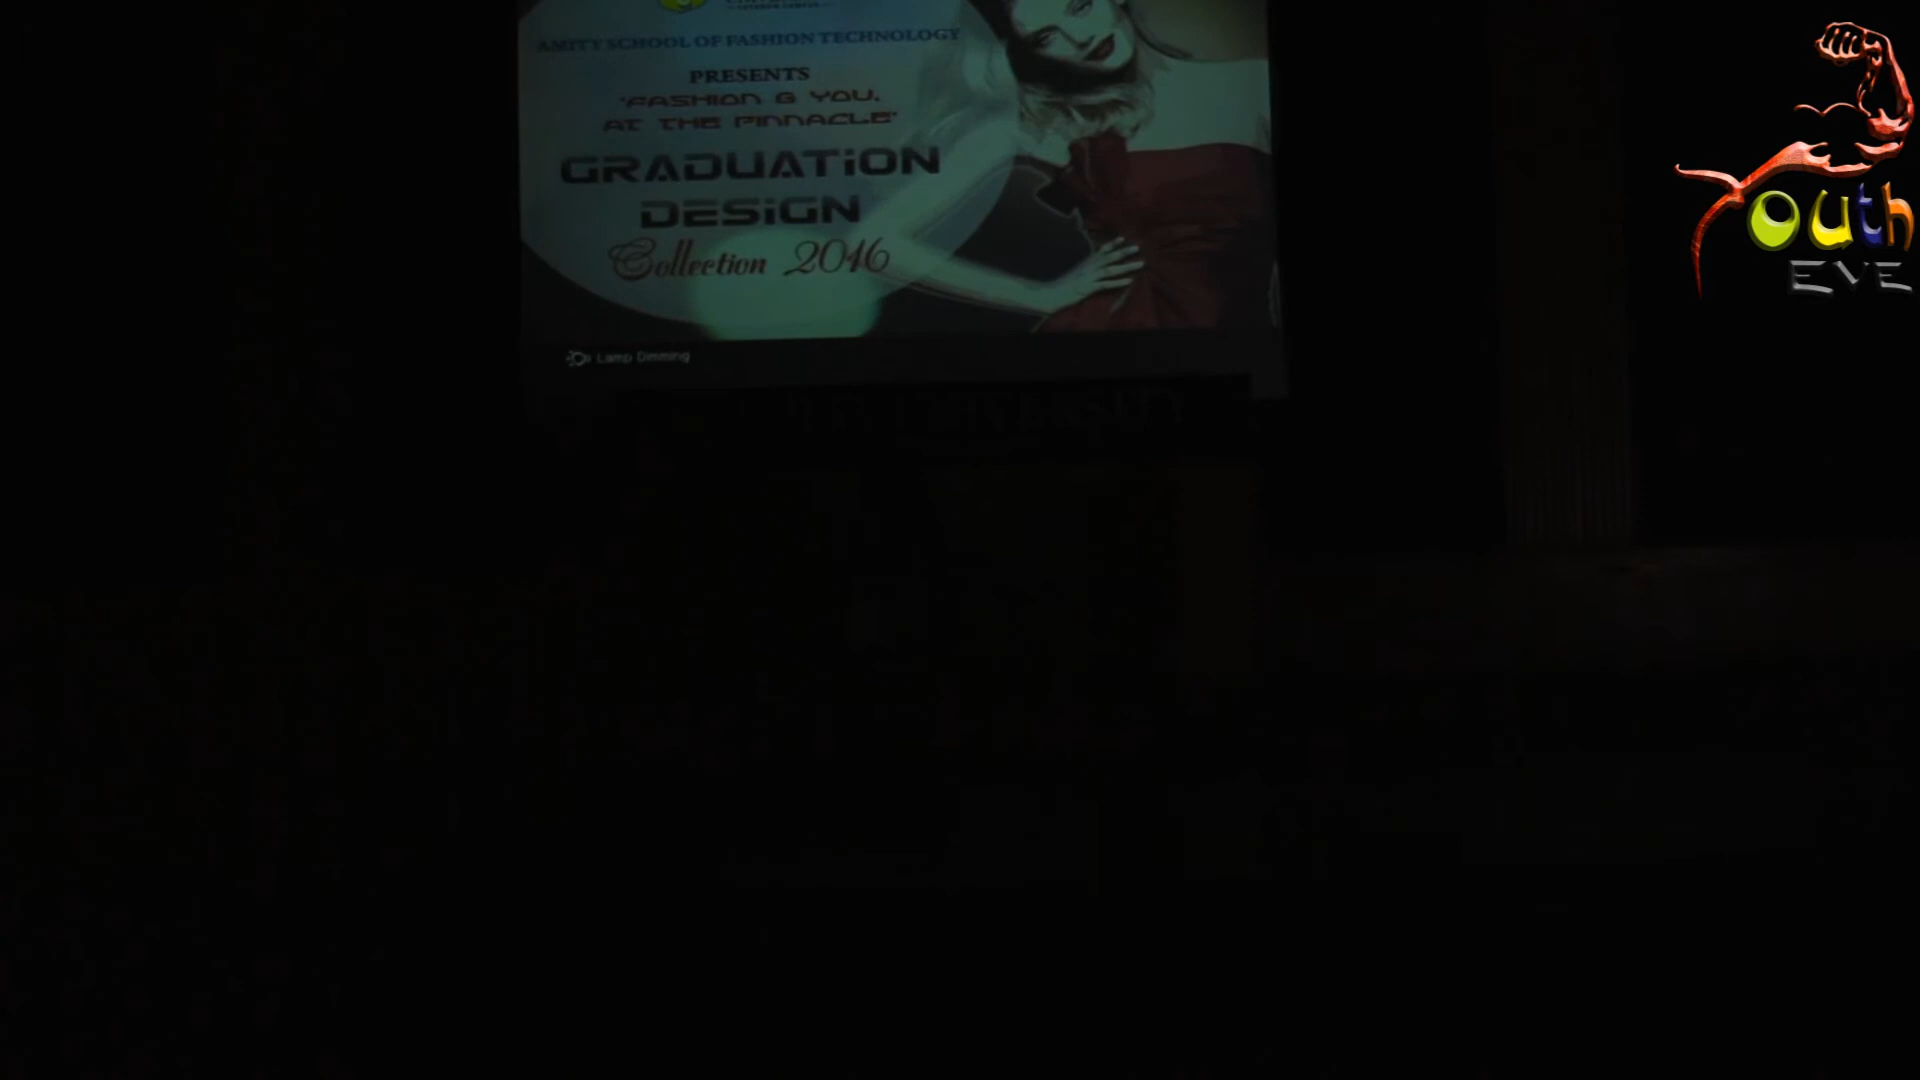 AMITY SCHOOL OF FASHION TECHNOLOGY
PRESENTS
'FASHION & YOU,
AT THE PINNACLE'
GRADUATION
DESIGN
Collection 2016
Lamp Dimming
Youth
EVE